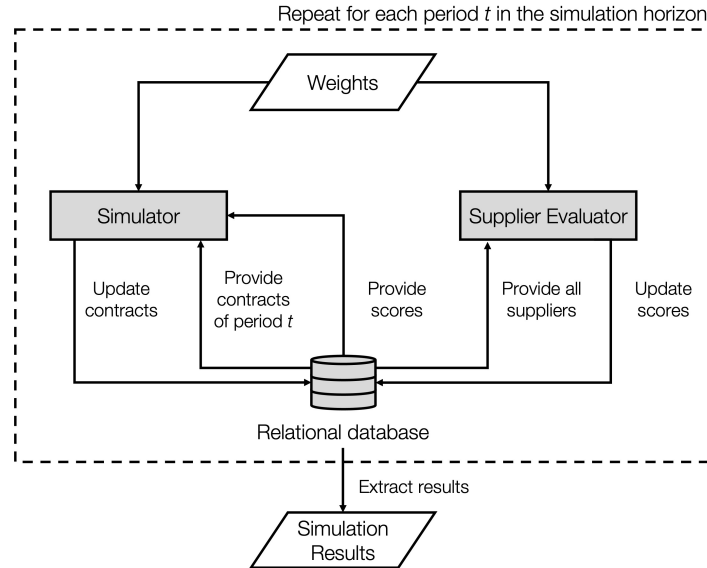 Repeat for each period t in the simulation horizon
Weights
Simulator
Supplier Evaluator
Update
contracts
Provide
contracts
of period t
Provide
scores
Provide all
suppliers
Update
scores
Relational database
Extract results
Simulation
Results